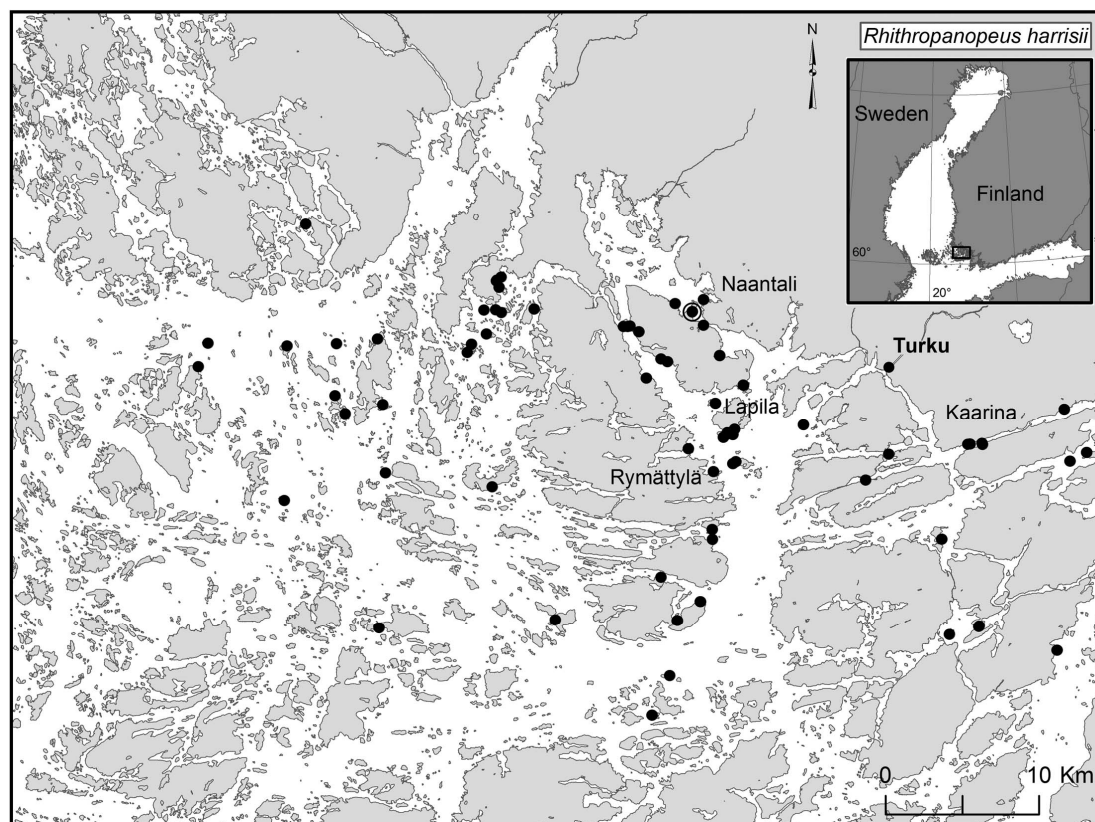 N
Rhithropanopeus harrisii
Sweden
Finland
60°
20°
Naantali
Turku
Lapila
Kaarina
Rymättylä
0 10 Km